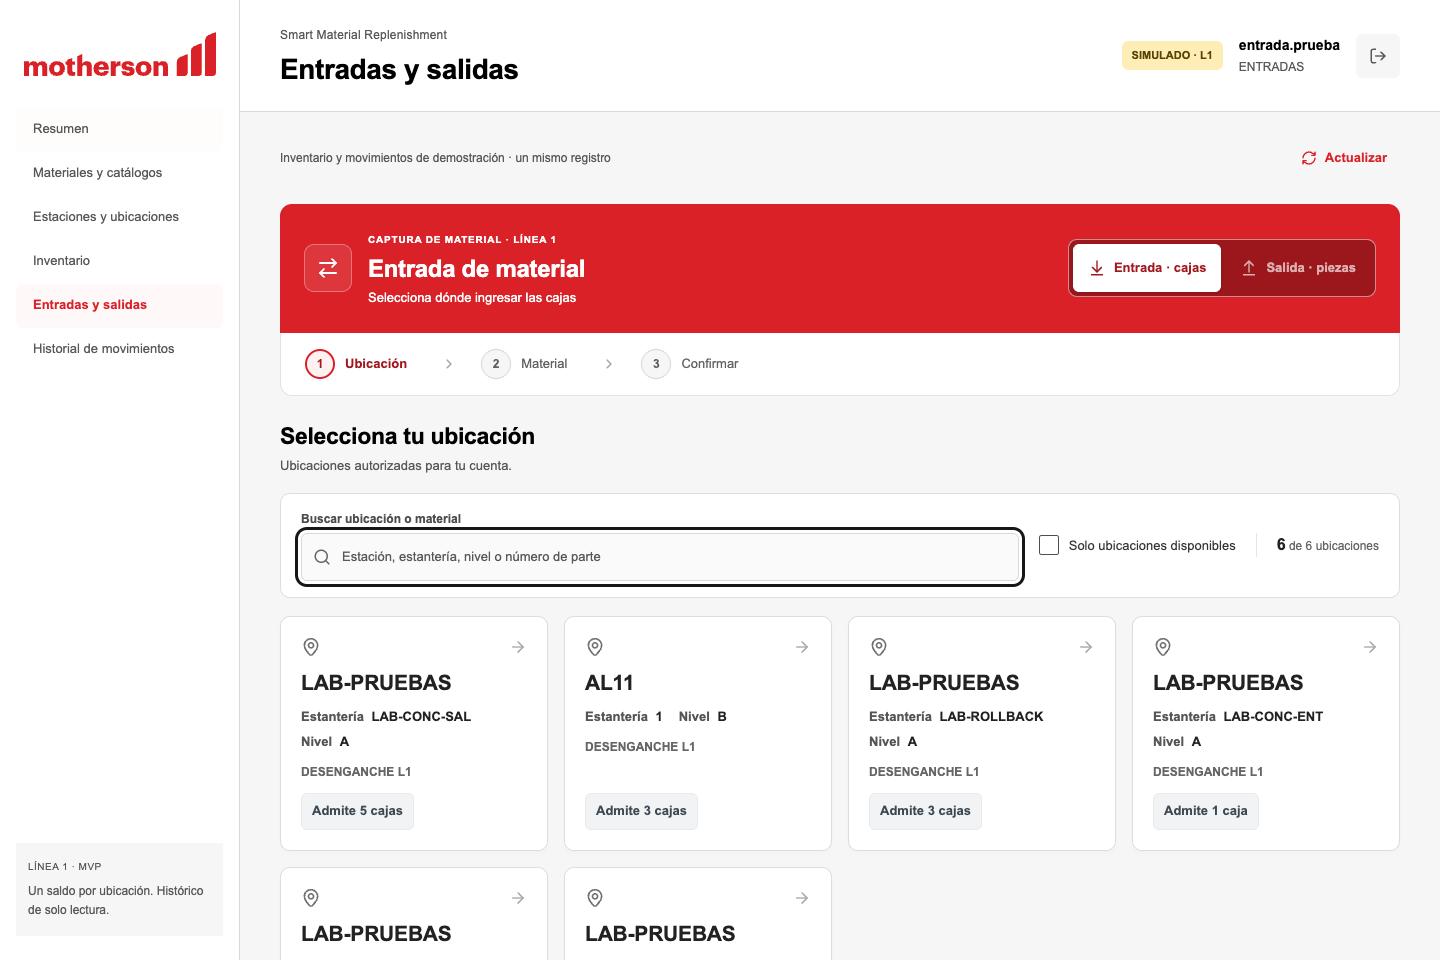 motherson
Resumen
Materiales y catálogos
Estaciones y ubicaciones
Inventario
Entradas y salidas
Historial de movimientos
LÍNEA 1 · MVP
Un saldo por ubicación. Histórico
de solo lectura.
Smart Material Replenishment
Entradas y salidas
SIMULADO · L1
entrada.prueba
ENTRADAS
Inventario y movimientos de demostración · un mismo registro
Actualizar
CAPTURA DE MATERIAL · LÍNEA 1
Entrada de material
Selecciona dónde ingresar las cajas
Entrada · cajas
Salida · piezas
1 Ubicación
2 Material
3 Confirmar
Selecciona tu ubicación
Ubicaciones autorizadas para tu cuenta.
Buscar ubicación o material
Estación, estantería, nivel o número de parte
Solo ubicaciones disponibles
6 de 6 ubicaciones
LAB-PRUEBAS
Estantería LAB-CONC-SAL
Nivel A
DESENGANCHE L1
Admite 5 cajas
AL11
Estantería 1 Nivel B
DESENGANCHE L1
Admite 3 cajas
LAB-PRUEBAS
Estantería LAB-ROLLBACK
Nivel A
DESENGANCHE L1
Admite 3 cajas
LAB-PRUEBAS
Estantería LAB-CONC-ENT
Nivel A
DESENGANCHE L1
Admite 1 caja
LAB-PRUEBAS
LAB-PRUEBAS